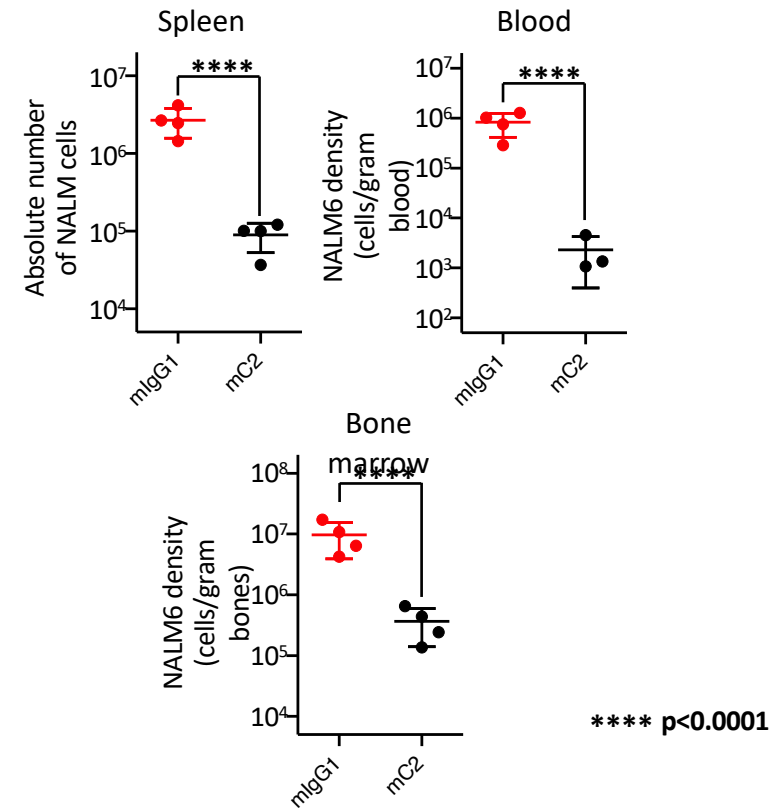 Spleen
Absolute number
of NALM cells
10⁷
10⁶
10⁵
10⁴
****
mIgG1
mC2
Blood
NALM6 density
(cells/gram
blood)
10⁷
10⁶
10⁵
10⁴
10³
10²
****
mIgG1
mC2
Bone
marrow
NALM6 density
(cells/gram
bones)
10⁸
10⁷
10⁶
10⁵
10⁴
****
mIgG1
mC2
**** p<0.0001